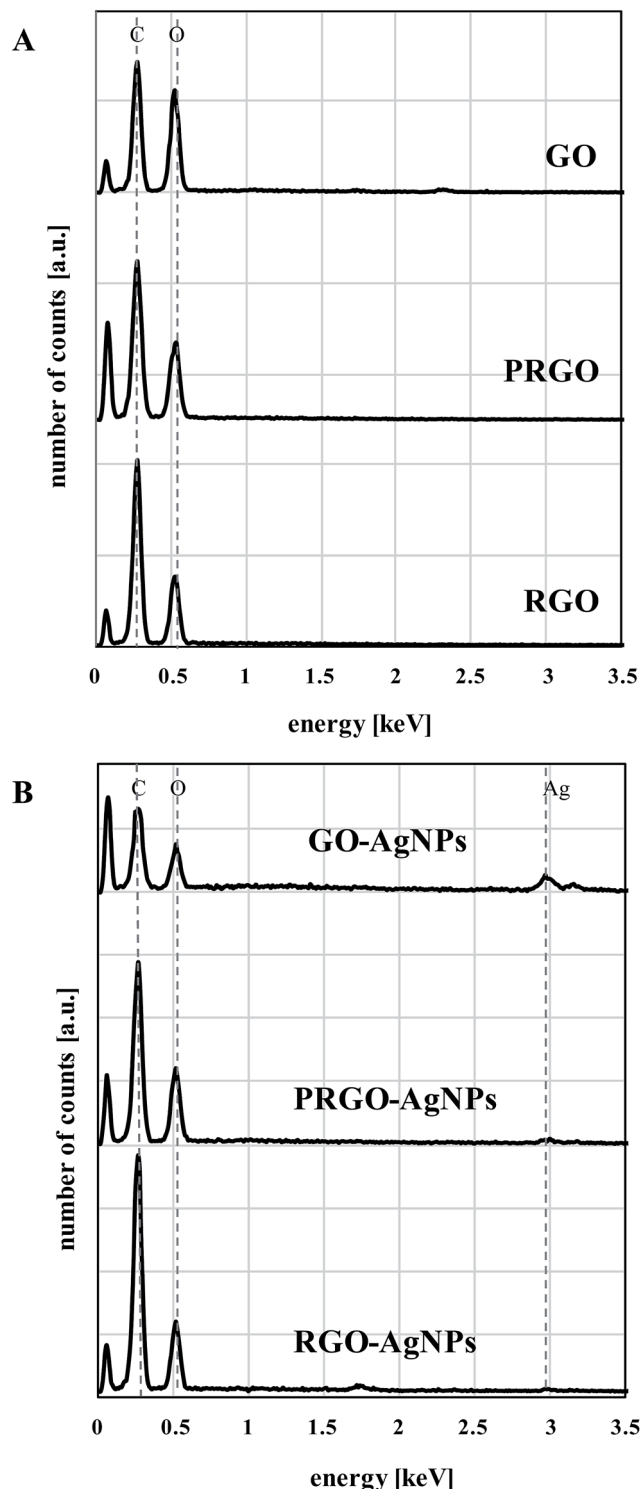 A
C O
GO
PRGO
RGO
number of counts [a.u.]
0 0.5 1 1.5 2 2.5 3 3.5
energy [keV]
B
C O Ag
GO-AgNPs
PRGO-AgNPs
RGO-AgNPs
number of counts [a.u.]
0 0.5 1 1.5 2 2.5 3 3.5
energy [keV]